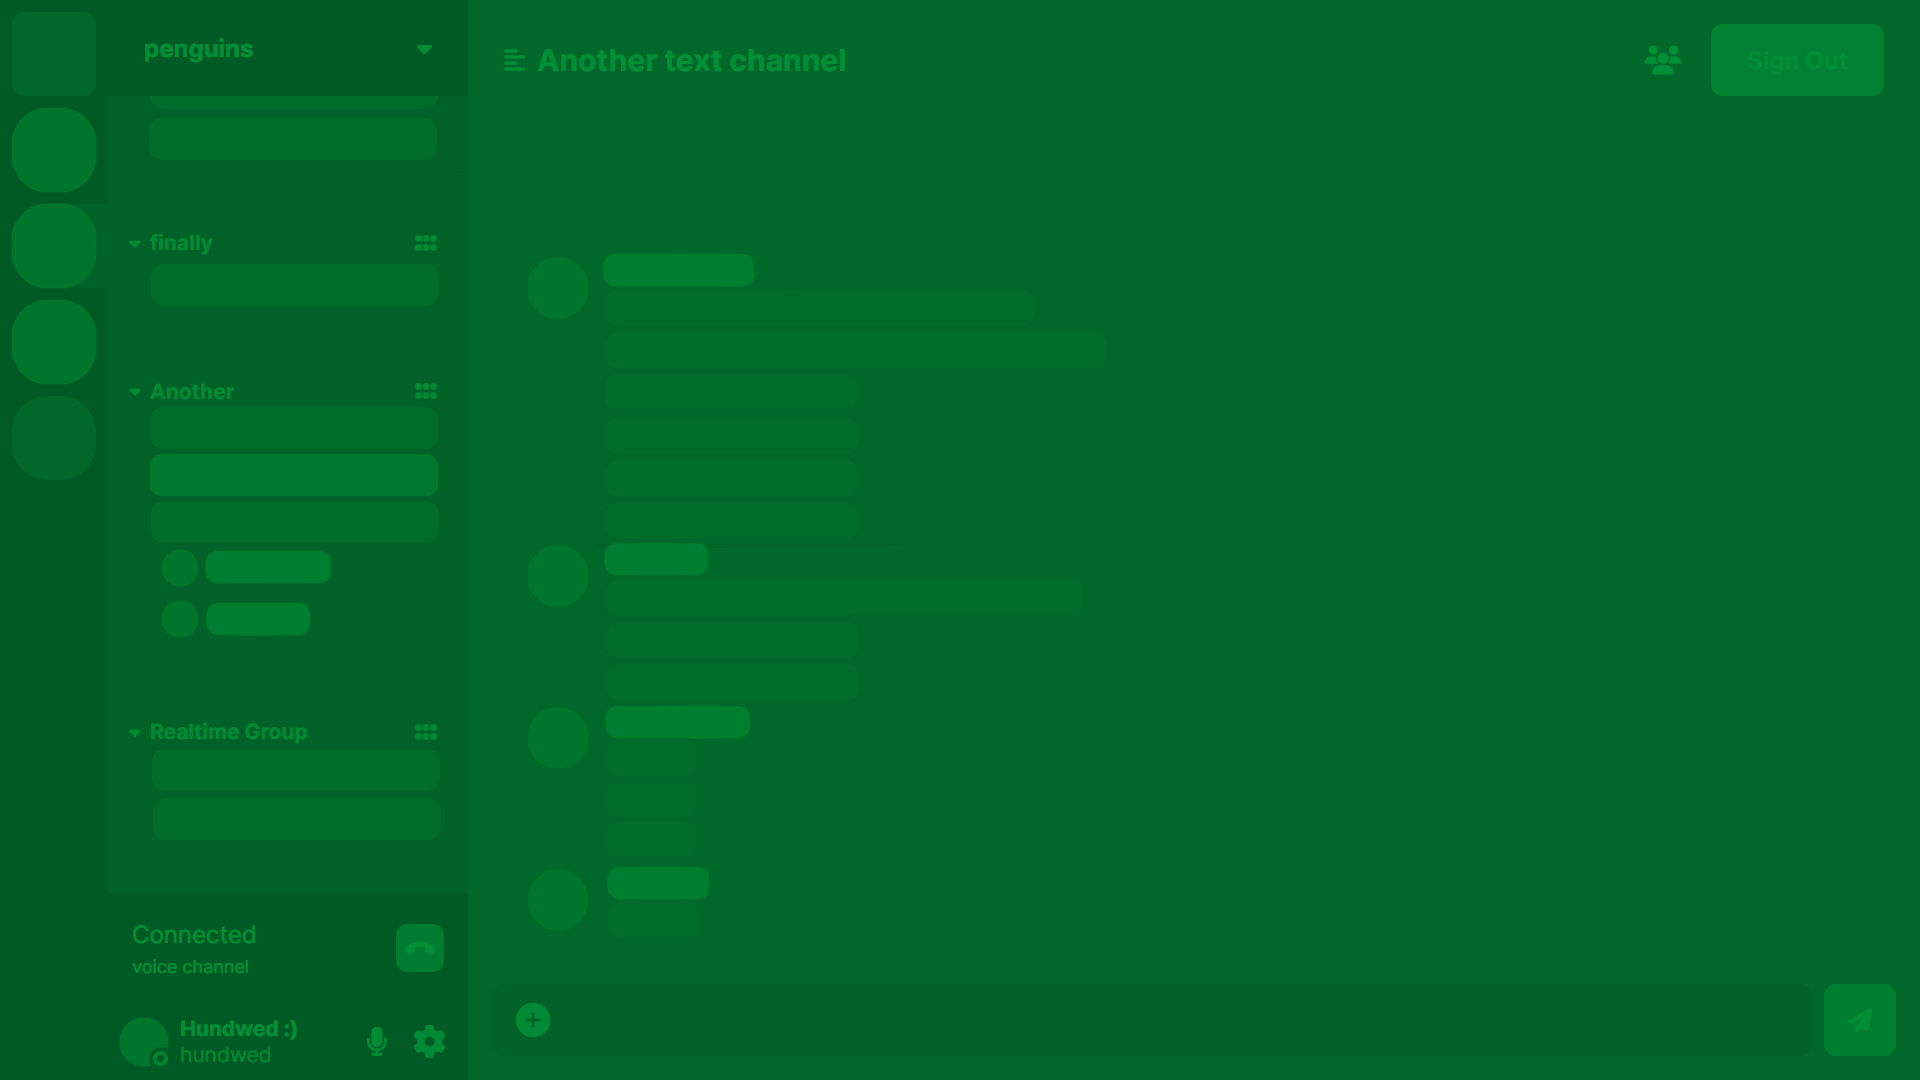 penguins
Another text channel
Sign Out
finally
Another
Realtime Group
Connected
voice channel
Hundwed :)
hundwed